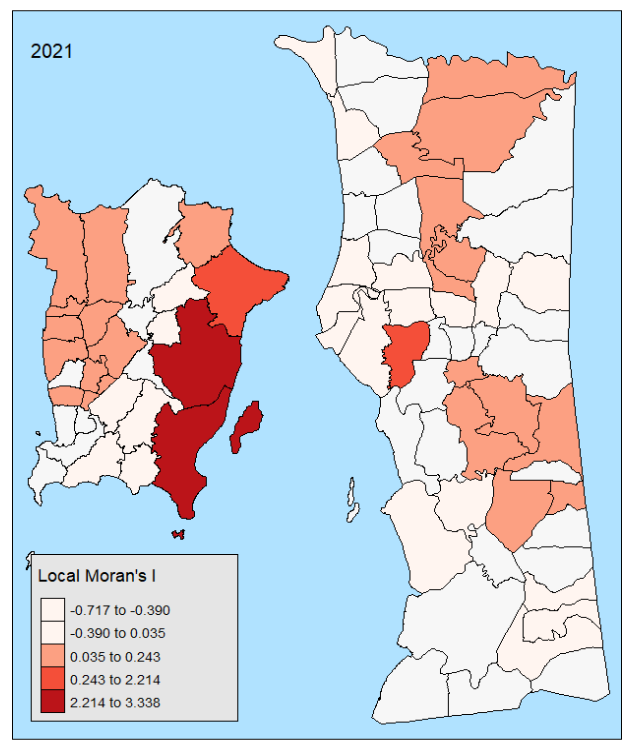 2021
Local Moran's I
-0.717 to -0.390
-0.390 to 0.035
0.035 to 0.243
0.243 to 2.214
2.214 to 3.338